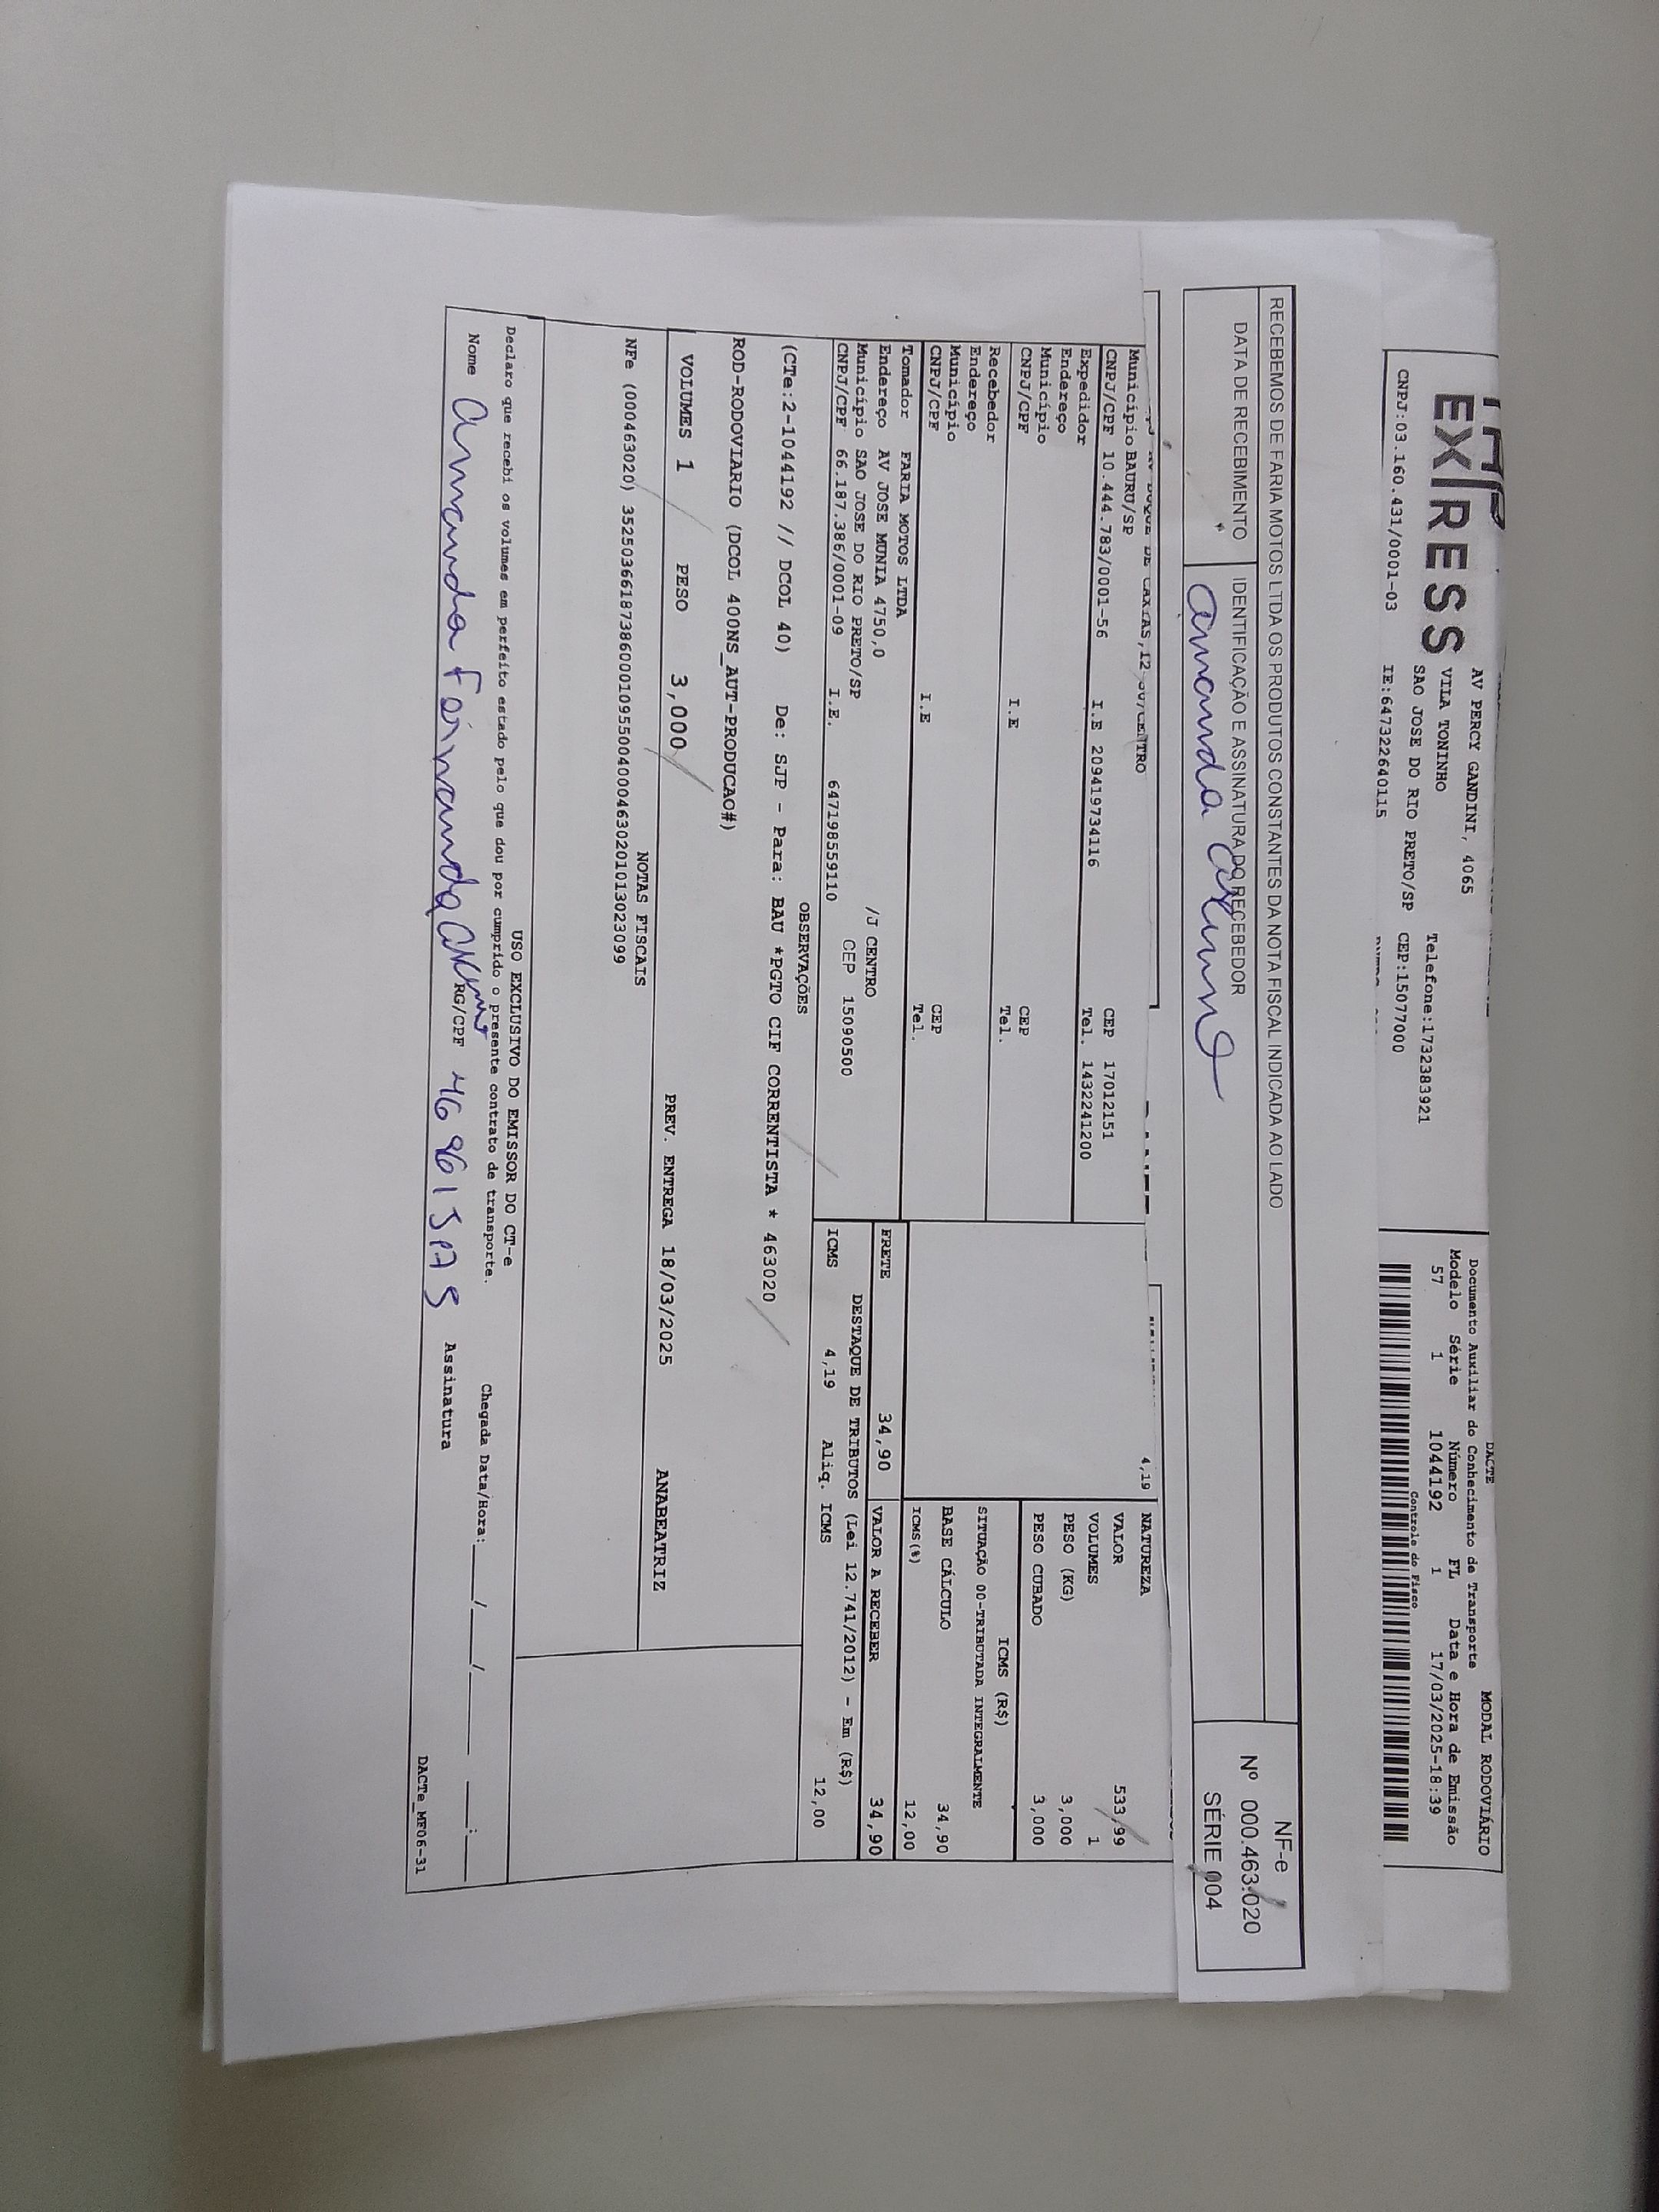 EXPRESS
AV PERCY GANDINI, 4065
VILA TONINHO
SAO JOSE DO RIO PRETO/SP
CNPJ:03.160.431/0001-03
IE:647322640115
CEP:15077000
Telefone:1732383921
DACTE
MODAL RODOVIÁRIO
Documento Auxiliar do Conhecimento de Transporte
Modelo Série Número FL Data e Hora de Emissão
57 1 1044192 1 17/03/2025-18:39
Controle do Fisco
RECEBEMOS DE FARIA MOTOS LTDA OS PRODUTOS CONSTANTES DA NOTA FISCAL INDICADA AO LADO
DATA DE RECEBIMENTO
IDENTIFICAÇÃO E ASSINATURA DO RECEBEDOR
amanda
NF-e
Nº 000.463.020
SÉRIE 004
Município BAURU/SP
CNPJ/CPF 10.444.783/0001-56 I.E 209419734116
CEP 17012151
Tel. 1432241200
Expedidor
Endereço
Município CEP
CNPJ/CPF I.E Tel.
Recebedor
Endereço
Município CEP
CNPJ/CPF I.E Tel.
Tomador FARIA MOTOS LTDA
Endereço AV JOSE MUNIA 4750,0 /J CENTRO
Município SAO JOSE DO RIO PRETO/SP CEP 15090500
CNPJ/CPF 66.187.386/0001-09 I.E. 647198559110
4,19
NATUREZA
VALOR 533,99
VOLUMES 1
PESO (KG) 3,000
PESO CUBADO 3,000
ICMS (R$)
SITUAÇÃO 00-TRIBUTADA INTEGRALMENTE
BASE CÁLCULO 34,90
ICMS(%) 12,00
FRETE 34,90 VALOR A RECEBER 34,90
DESTAQUE DE TRIBUTOS (Lei 12.741/2012) - Em (R$)
ICMS 4,19 Aliq. ICMS 12,00
OBSERVAÇÕES
(CTe:2-1044192 // DCOL 40) De: SJP - Para: BAU *PGTO CIF CORRENTISTA * 463020
ROD-RODOVIARIO (DCOL 400NS_AUT-PRODUCAO#)
VOLUMES 1 PESO 3,000 PREV. ENTREGA 18/03/2025 ANABEATRIZ
NOTAS FISCAIS
NFe (000463020) 35250366187386000109550040004630201013023099
USO EXCLUSIVO DO EMISSOR DO CT-e
Declaro que recebi os volumes em perfeito estado pelo que dou por cumprido o presente contrato de transporte.
Chegada Data/Hora:___/___/____ ___:___
Nome amanda RG/CPF Assinatura
DACTe_MF06-31